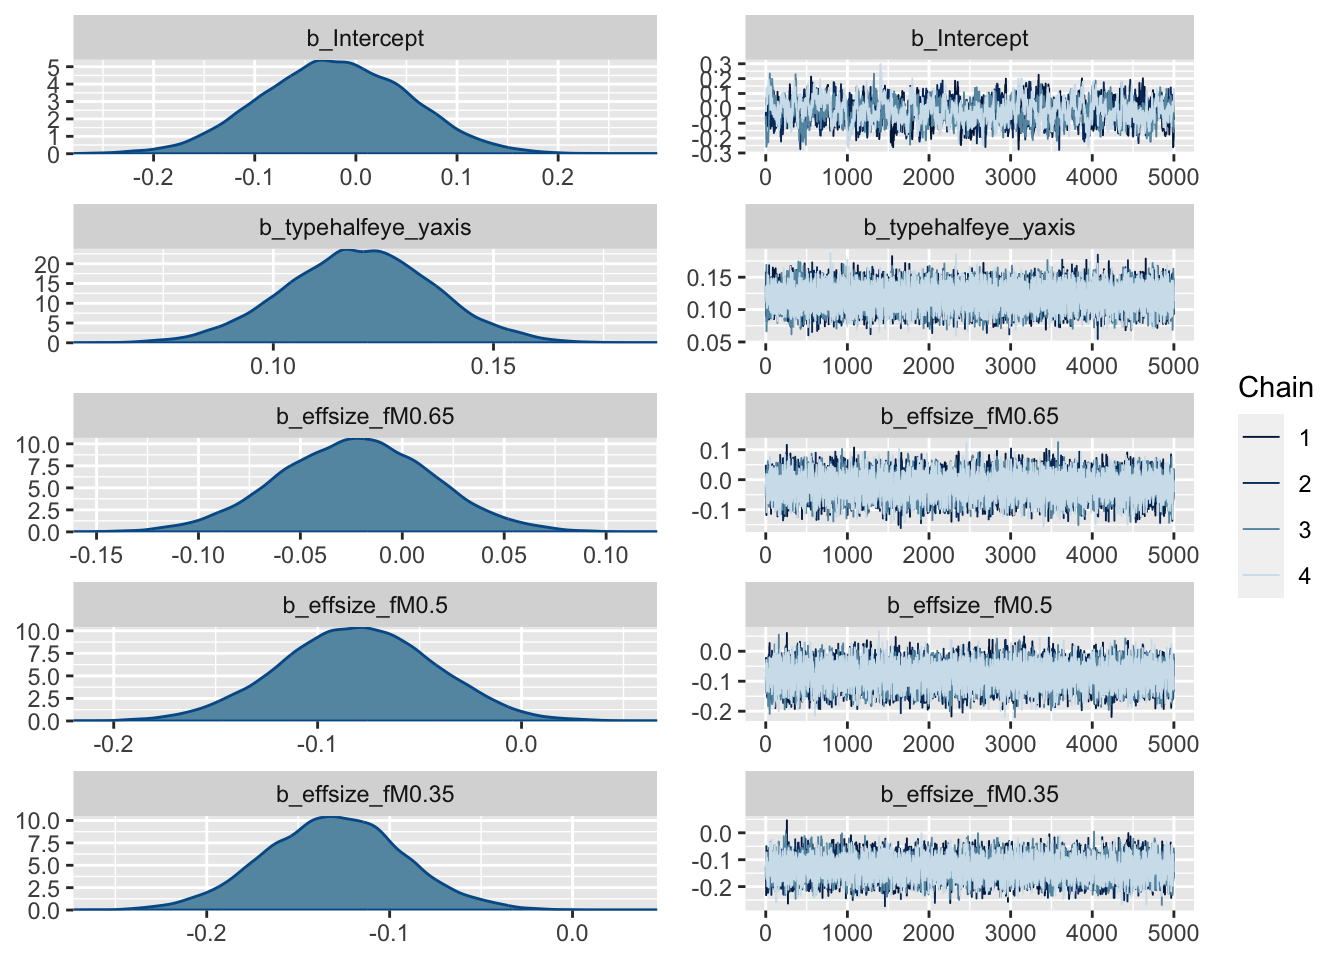 b_Intercept
5
4
3
2
1
0
-0.2 -0.1 0.0 0.1 0.2
b_Intercept
0.3
0.2
0.1
0.0
-0.1
-0.2
-0.3
0 1000 2000 3000 4000 5000
b_typehalfeye_yaxis
20
15
10
5
0
0.10 0.15
b_typehalfeye_yaxis
0.15
0.10
0.05
0 1000 2000 3000 4000 5000
b_effsize_fM0.65
10.0
7.5
5.0
2.5
0.0
-0.15 -0.10 -0.05 0.00 0.05 0.10
b_effsize_fM0.65
0.1
0.0
-0.1
0 1000 2000 3000 4000 5000
b_effsize_fM0.5
10.0
7.5
5.0
2.5
0.0
-0.2 -0.1 0.0
b_effsize_fM0.5
0.0
-0.1
-0.2
0 1000 2000 3000 4000 5000
b_effsize_fM0.35
10.0
7.5
5.0
2.5
0.0
-0.2 -0.1 0.0
b_effsize_fM0.35
0.0
-0.1
-0.2
0 1000 2000 3000 4000 5000
Chain
1
2
3
4